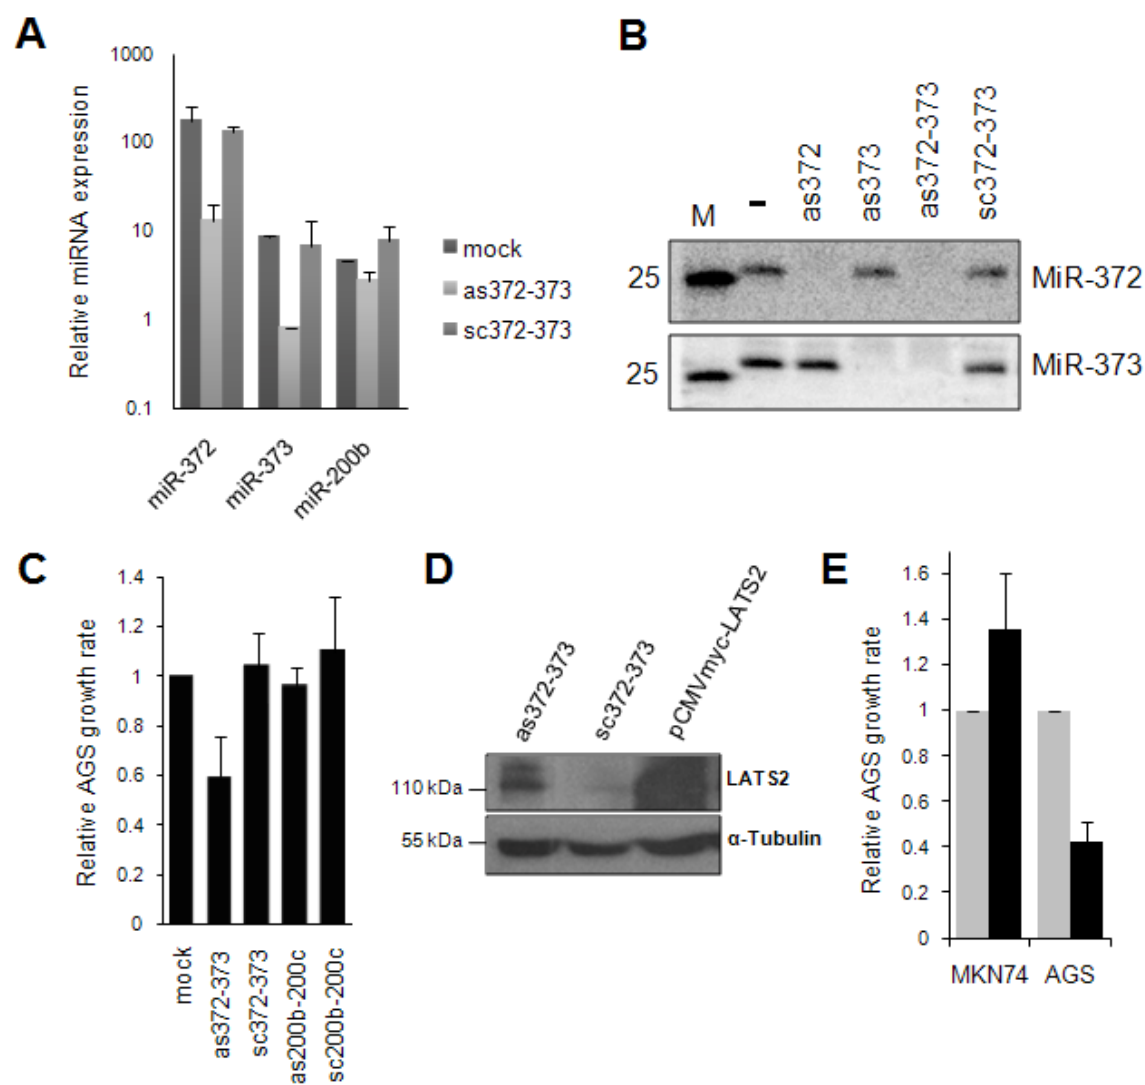 A
Relative miRNA expression
1000
100
10
1
0.1
miR-372
miR-373
miR-200b
mock
as372-373
sc372-373
B
M
-
as372
as373
as372-373
sc372-373
25
MiR-372
25
MiR-373
C
Relative AGS growth rate
1.4
1.2
1
0.8
0.6
0.4
0.2
0
mock
as372-373
sc372-373
as200b-200c
sc200b-200c
D
as372-373
sc372-373
pCMVmyc-LATS2
110 kDa
LATS2
55 kDa
α-Tubulin
E
Relative AGS growth rate
1.6
1.4
1.2
1
0.8
0.6
0.4
0.2
0
MKN74
AGS